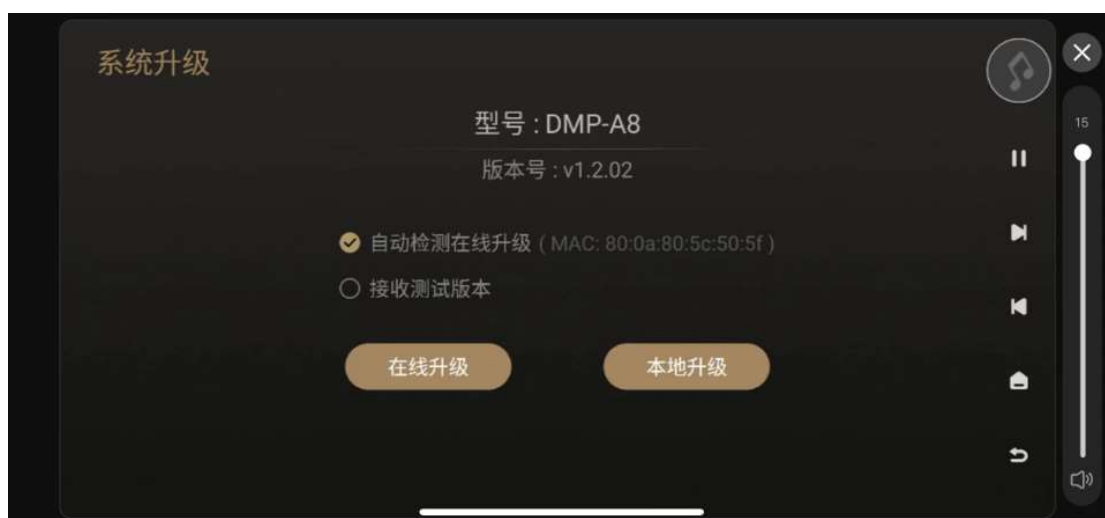 系统升级
型号 : DMP-A8
15
版本号 : v1.2.02
自动检测在线升级 ( MAC: 80:0a:80:5c:50:5f )
接收测试版本
在线升级
本地升级